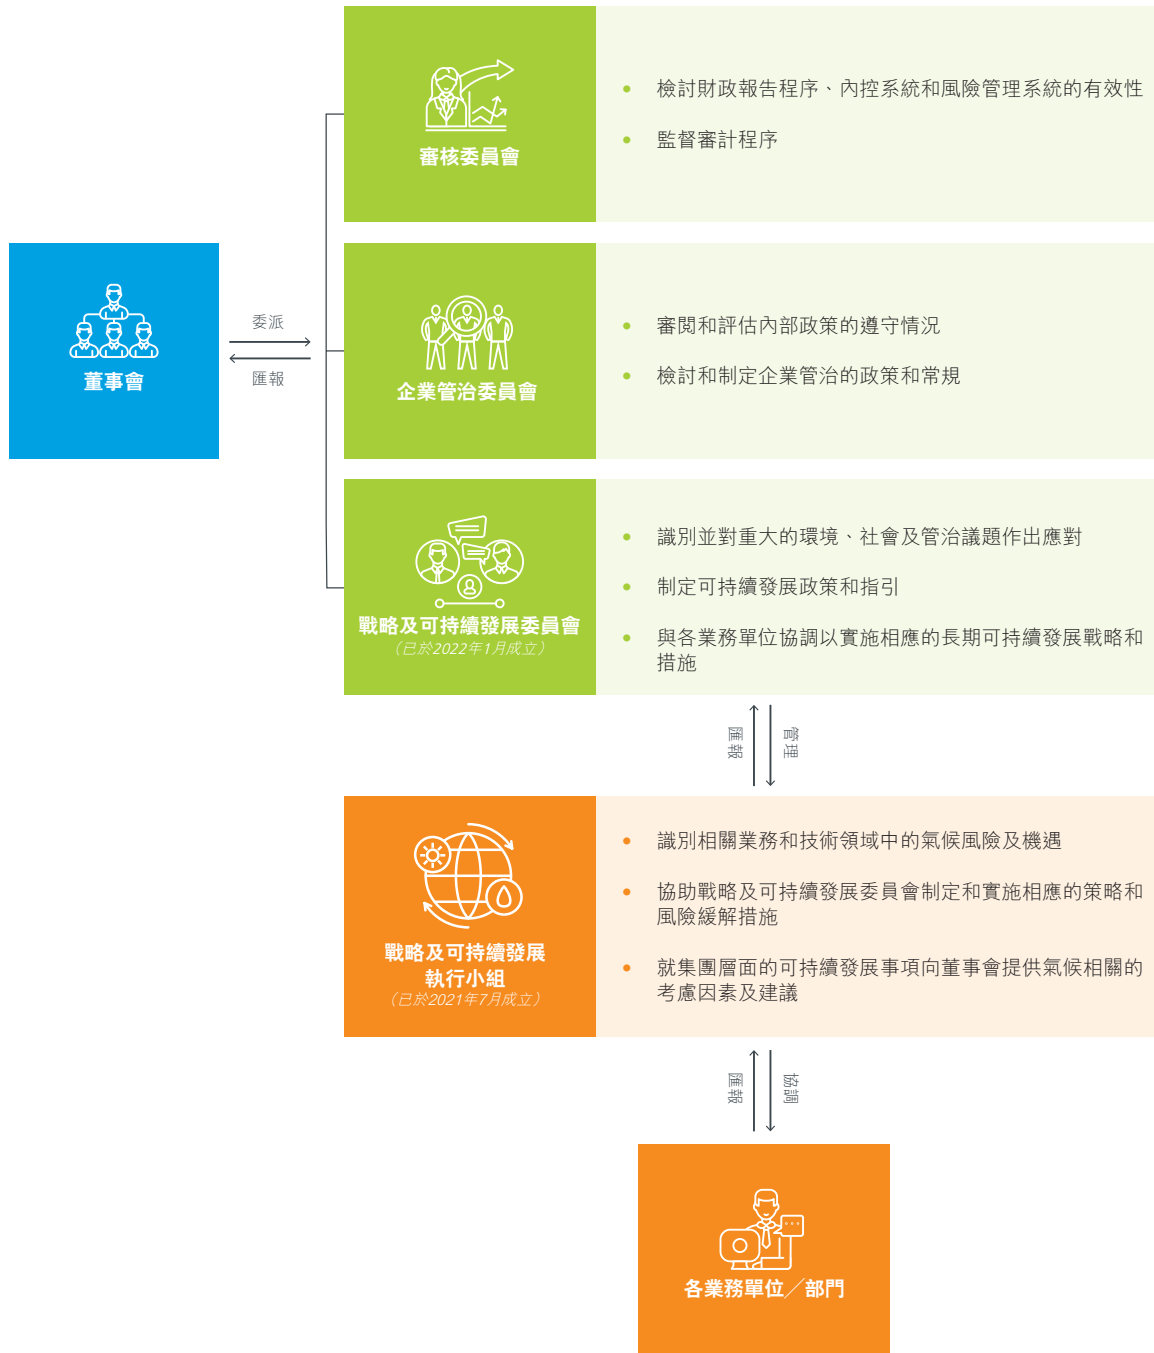 審核委員會
檢討財政報告程序、內控系統和風險管理系統的有效性
監督審計程序
董事會
委派
匯報
企業管治委員會
審閲和評估內部政策的遵守情況
檢討和制定企業管治的政策和常規
戰略及可持續發展委員會
（已於2022年1月成立）
識別並對重大的環境、社會及管治議題作出應對
制定可持續發展政策和指引
與各業務單位協調以實施相應的長期可持續發展戰略和
措施
匯報
管理
戰略及可持續發展
執行小組
（已於2021年7月成立）
識別相關業務和技術領域中的氣候風險及機遇
協助戰略及可持續發展委員會制定和實施相應的策略和
風險緩解措施
就集團層面的可持續發展事項向董事會提供氣候相關的
考慮因素及建議
匯報
協調
各業務單位╱部門